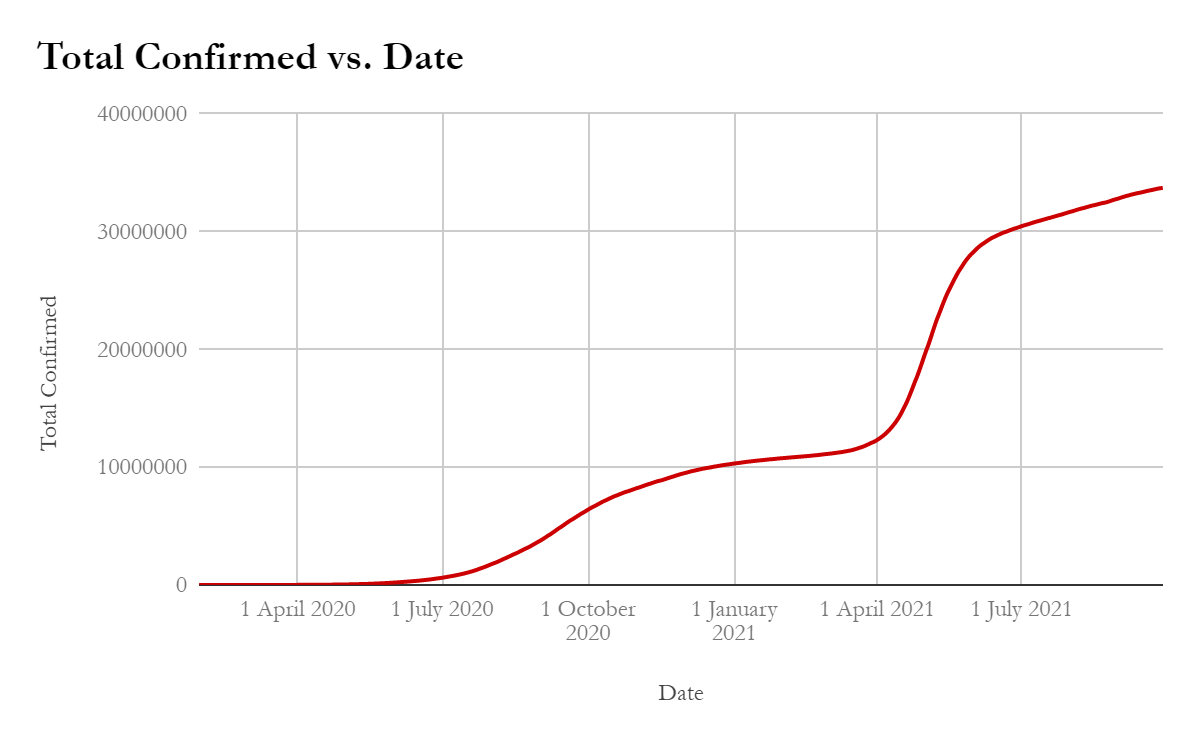 Total Confirmed vs. Date
40000000
30000000
20000000
10000000
0
Total Confirmed
1 April 2020
1 July 2020
1 October
2020
1 January
2021
1 April 2021
1 July 2021
Date